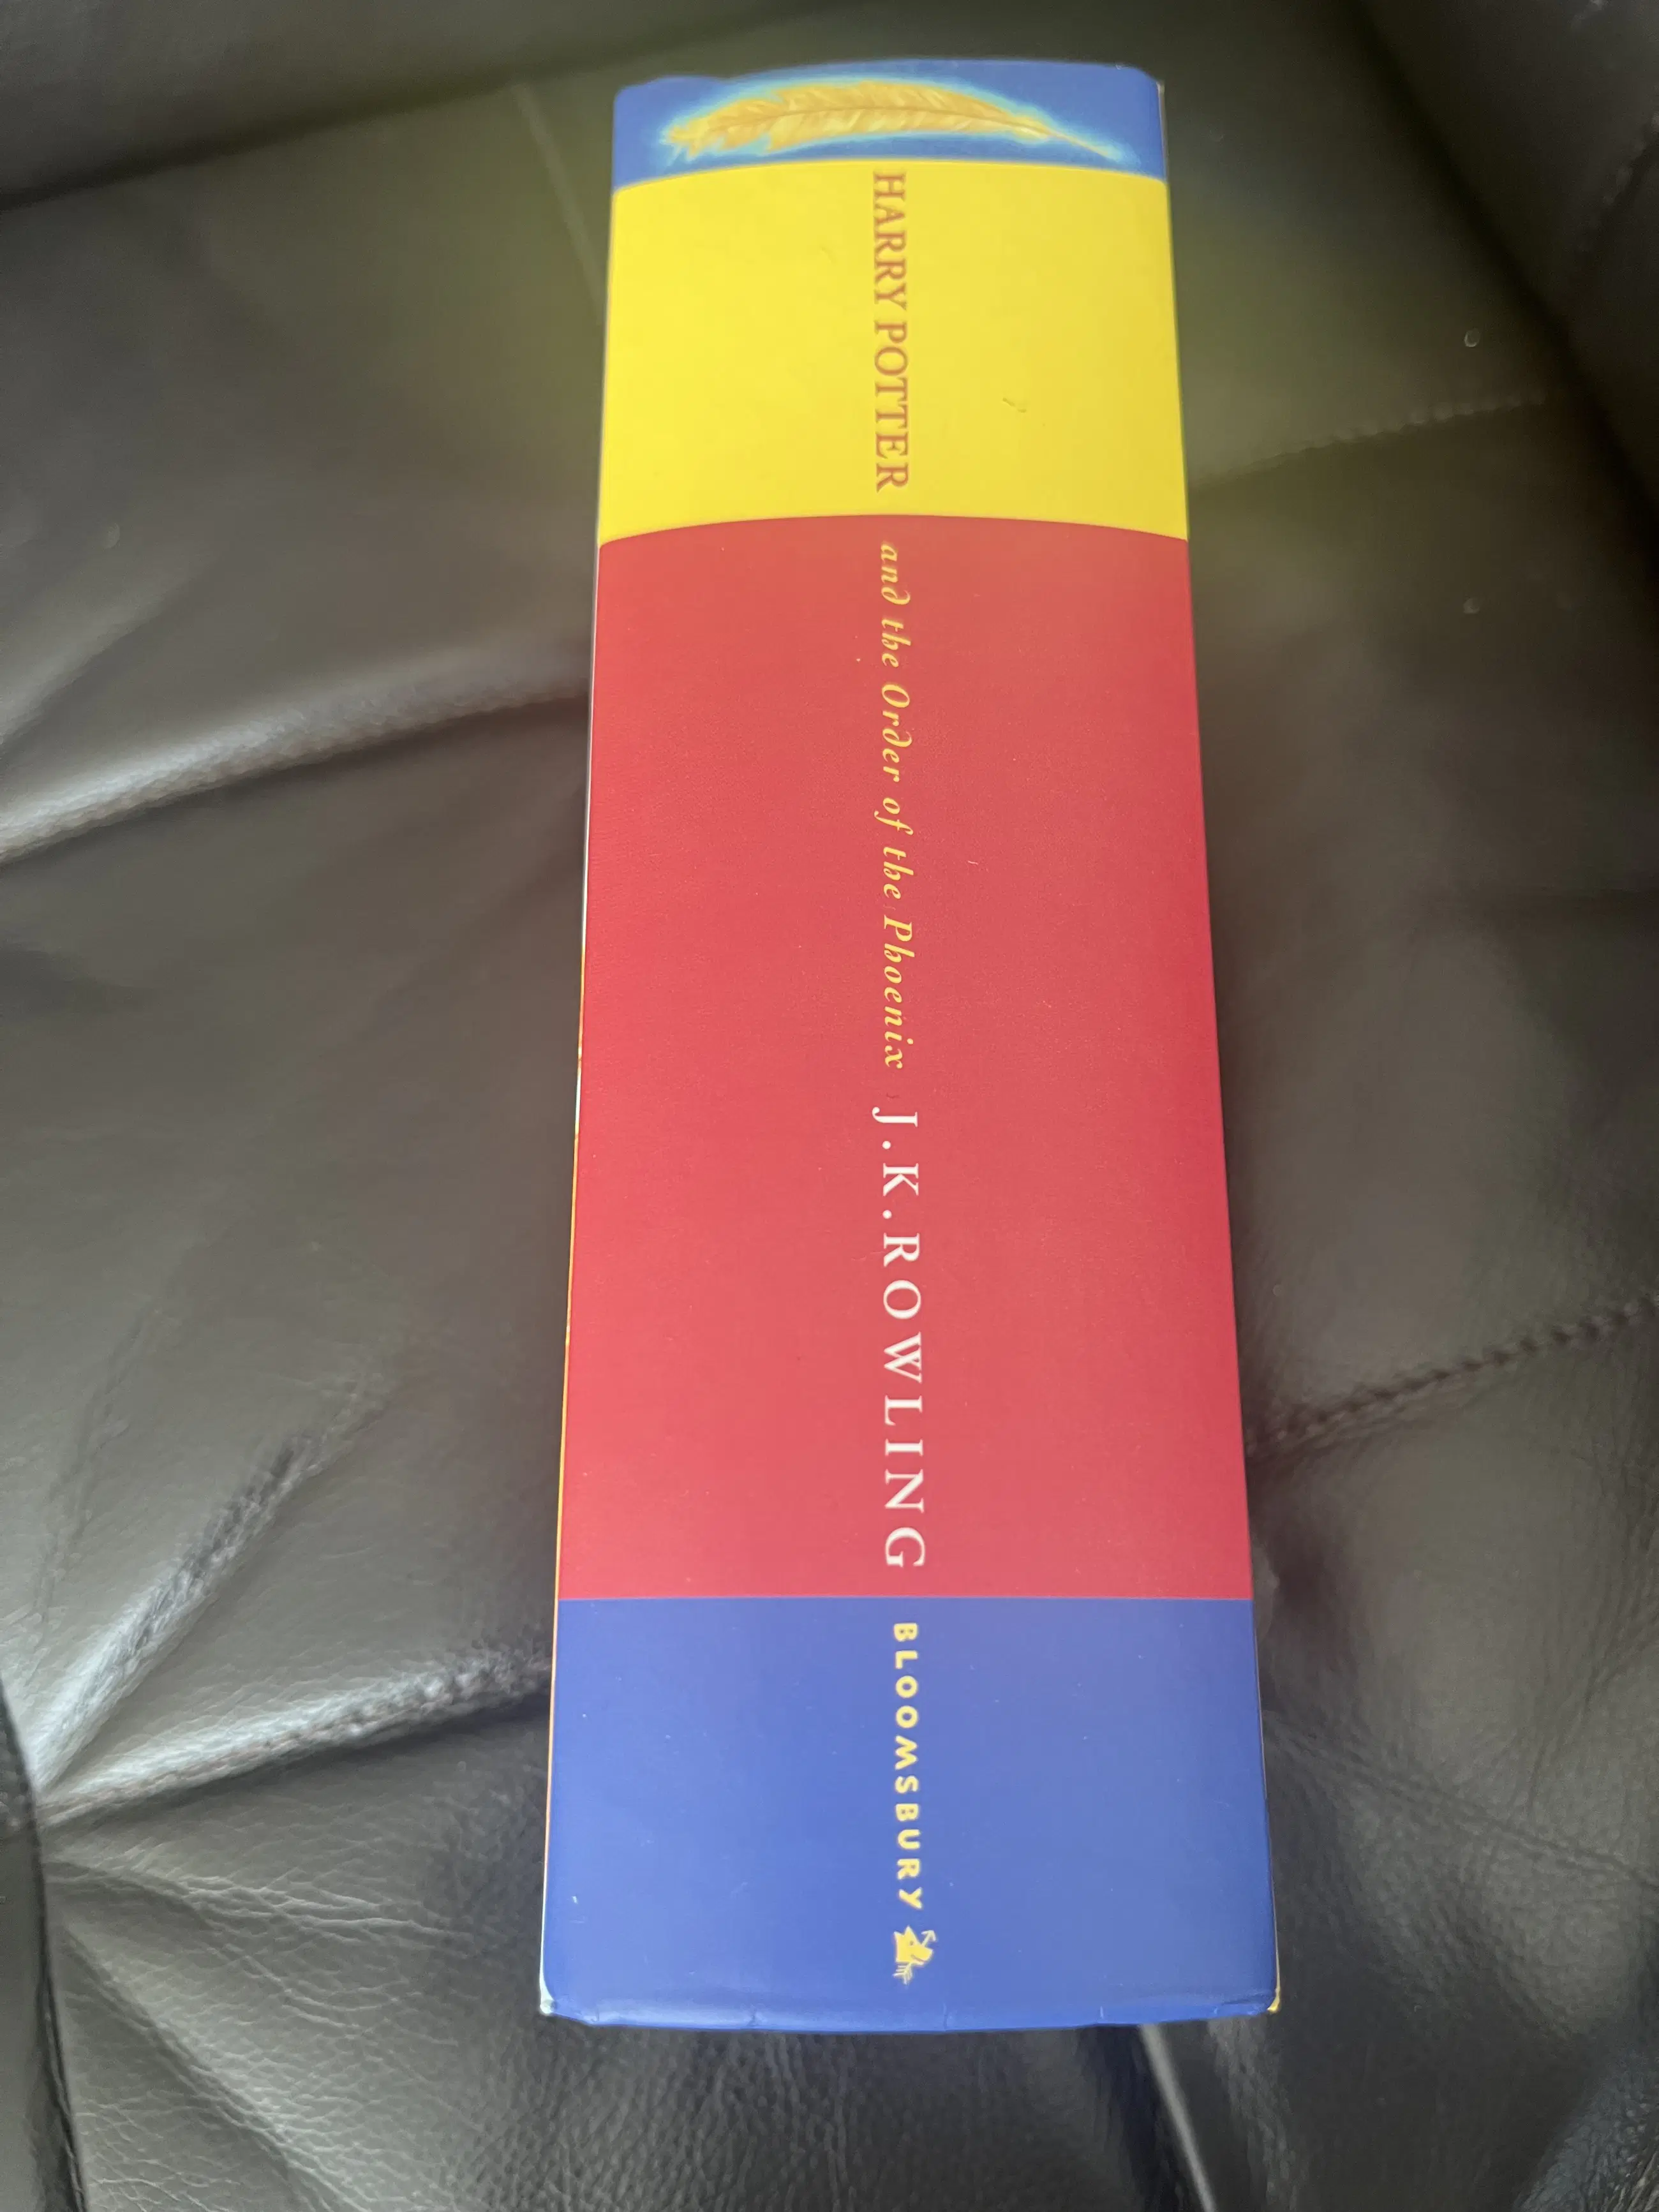 HARRY POTTER
and the Order of the Phoenix
J.K.ROWLING
BLOOMSBURY